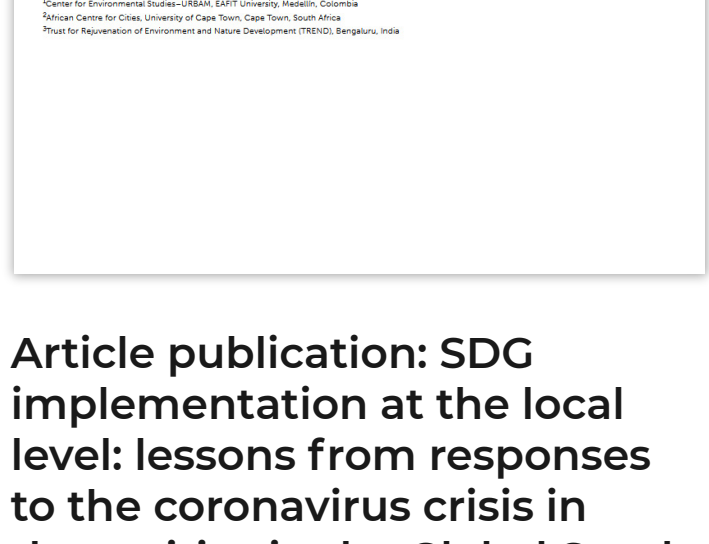 ¹Center for Environmental Studies–URBAM, EAFIT University, Medellín, Colombia
²African Centre for Cities, University of Cape Town, Cape Town, South Africa
³Trust for Rejuvenation of Environment and Nature Development (TREND), Bengaluru, India
Article publication: SDG
implementation at the local
level: lessons from responses
to the coronavirus crisis in